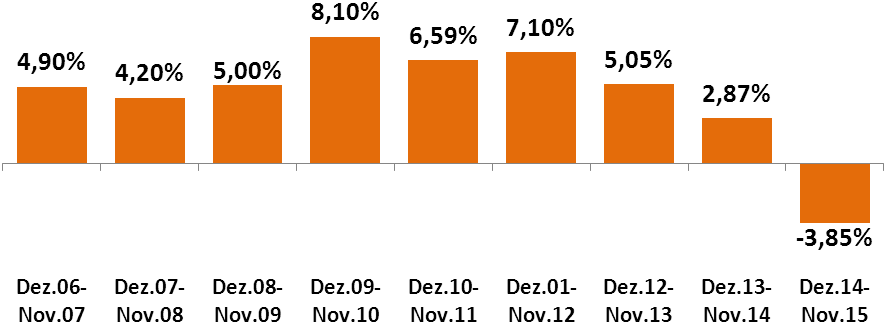 4,90%
4,20%
5,00%
8,10%
6,59%
7,10%
5,05%
2,87%
-3,85%
Dez.06-
Nov.07
Dez.07-
Nov.08
Dez.08-
Nov.09
Dez.09-
Nov.10
Dez.10-
Nov.11
Dez.01-
Nov.12
Dez.12-
Nov.13
Dez.13-
Nov.14
Dez.14-
Nov.15